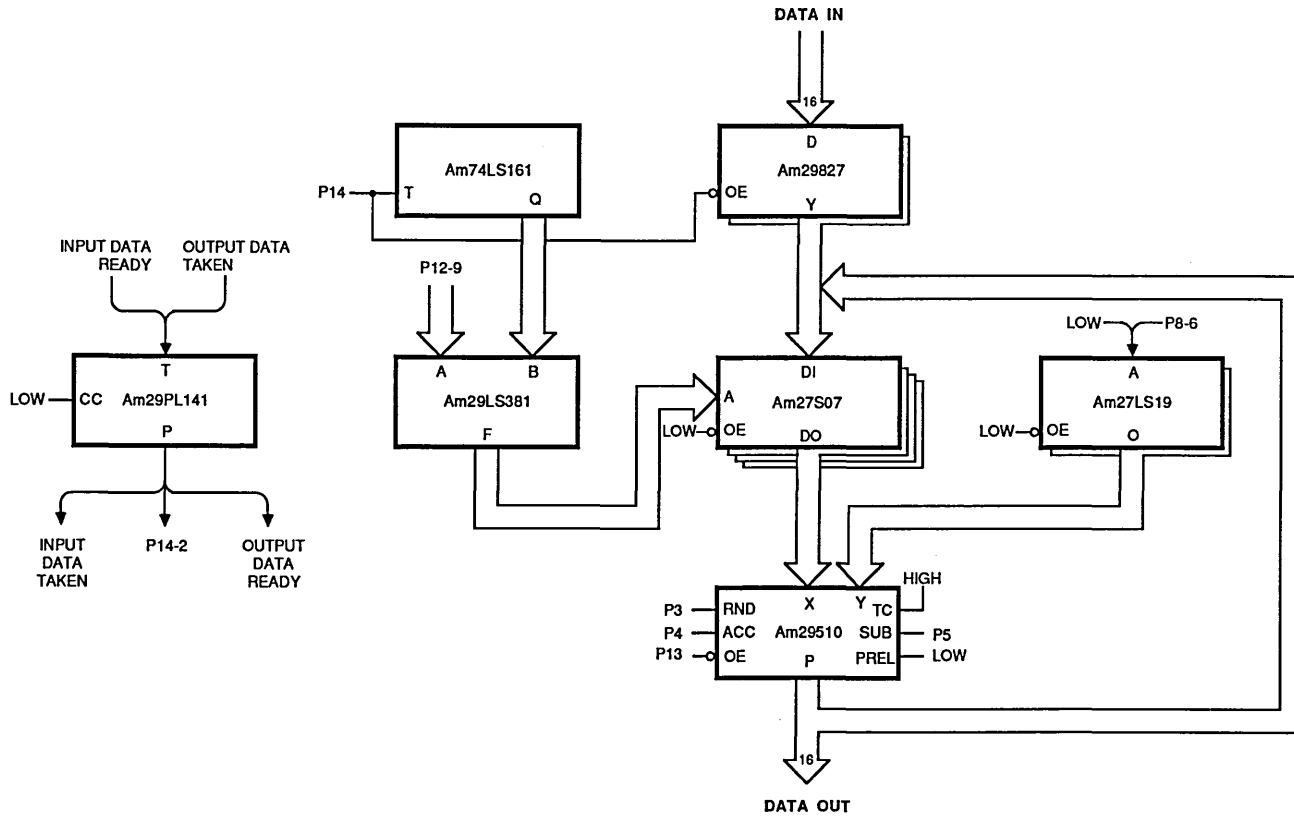 DATA IN
16
D
Am29827
OE
Y
Am74LS161
P14
T
Q
INPUT DATA
READY
OUTPUT DATA
TAKEN
P12-9
LOW
P8-6
T
LOW
CC
Am29PL141
P
A
B
Am29LS381
F
DI
A
Am27S07
LOW
OE
DO
A
Am27LS19
LOW
OE
O
INPUT
DATA
TAKEN
P14-2
OUTPUT
DATA
READY
HIGH
P3
RND
X
Y
TC
P4
ACC
Am29510
SUB
P5
P13
OE
P
PREL
LOW
16
DATA OUT